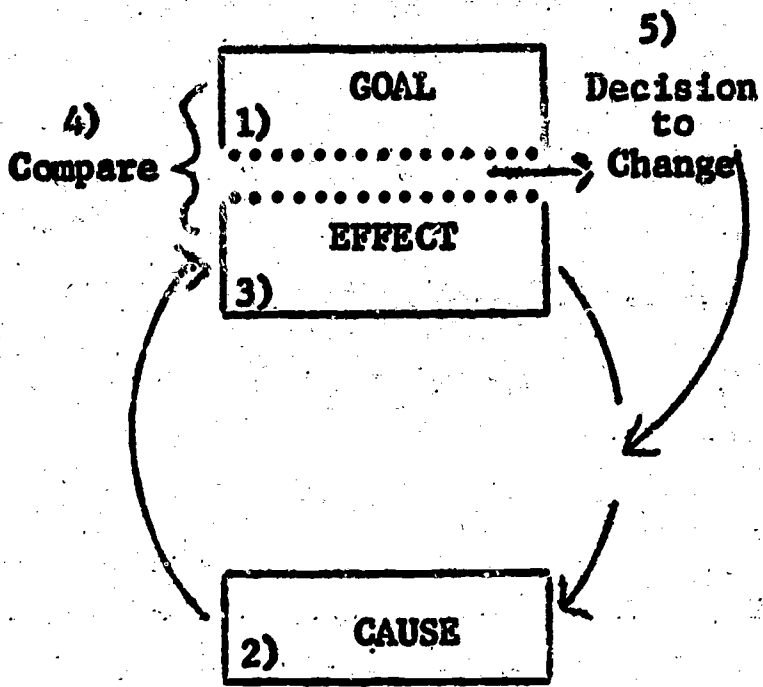 5)
GOAL
Decision
to
Change
1)
4)
Compare
EFFECT
3)
CAUSE
2)